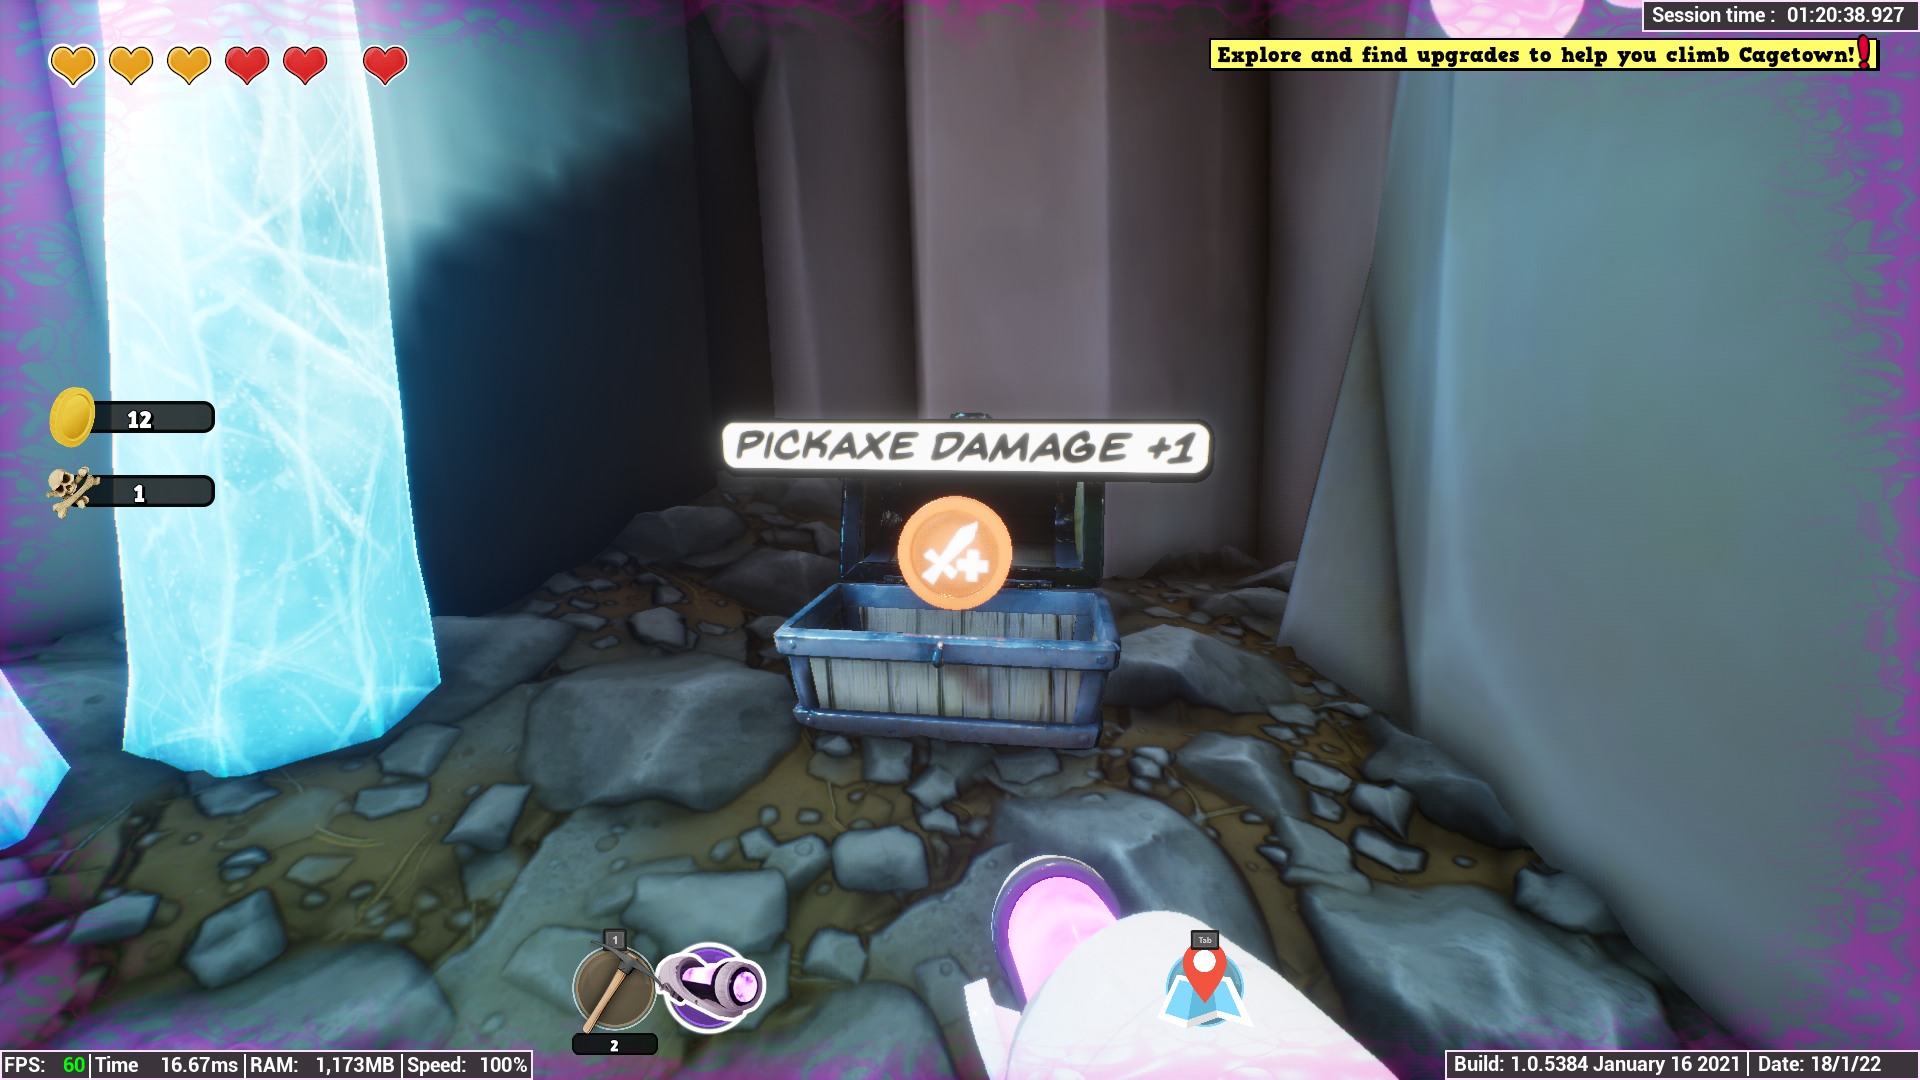 Session time : 01:20:38.927
Explore and find upgrades to help you climb Cagetown!
12
1
PICKAXE DAMAGE +1
1
Tab
2
FPS: 60 Time 16.67ms RAM: 1,173MB Speed: 100%
Build: 1.0.5384 January 16 2021 Date: 18/1/22